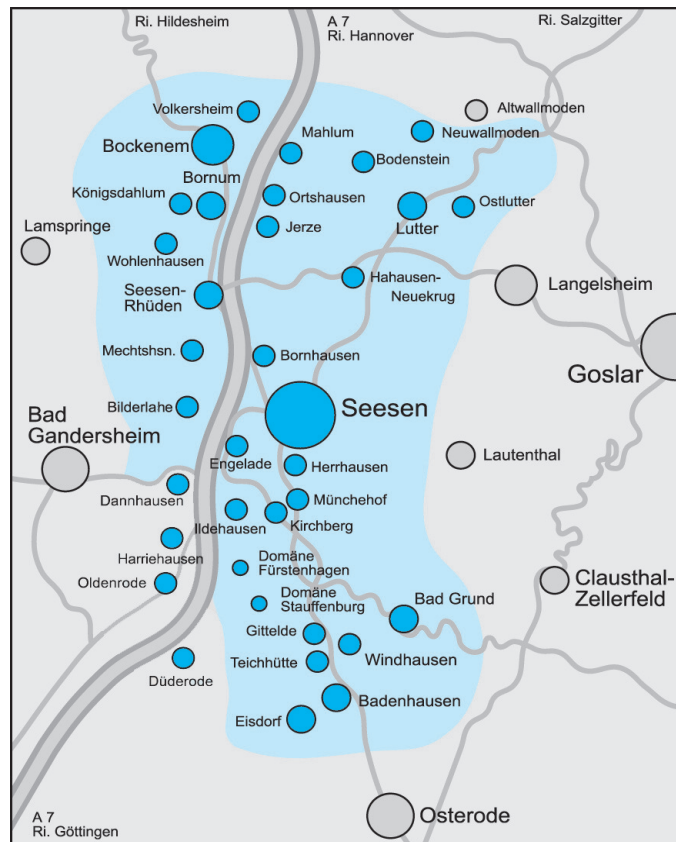 Ri. Hildesheim
A 7
Ri. Hannover
Ri. Salzgitter
Volkersheim
Altwallmoden
Neuwallmoden
Mahlum
Bockenem
Bodenstein
Bornum
Königsdahlum
Ortshausen
Ostlutter
Lamspringe
Jerze
Lutter
Wohlenhausen
Hahausen-
Neuekrug
Langelsheim
Seesen-
Rhüden
Mechtshsn.
Bornhausen
Goslar
Bilderlahe
Seesen
Bad
Gandersheim
Engelade
Herrhausen
Lautenthal
Dannhausen
Münchehof
Ildehausen
Kirchberg
Harriehausen
Domäne
Fürstenhagen
Oldenrode
Domäne
Stauffenburg
Bad Grund
Clausthal-
Zellerfeld
Gittelde
Windhausen
Teichhütte
Düderode
Badenhausen
Eisdorf
Osterode
A 7
Ri. Göttingen